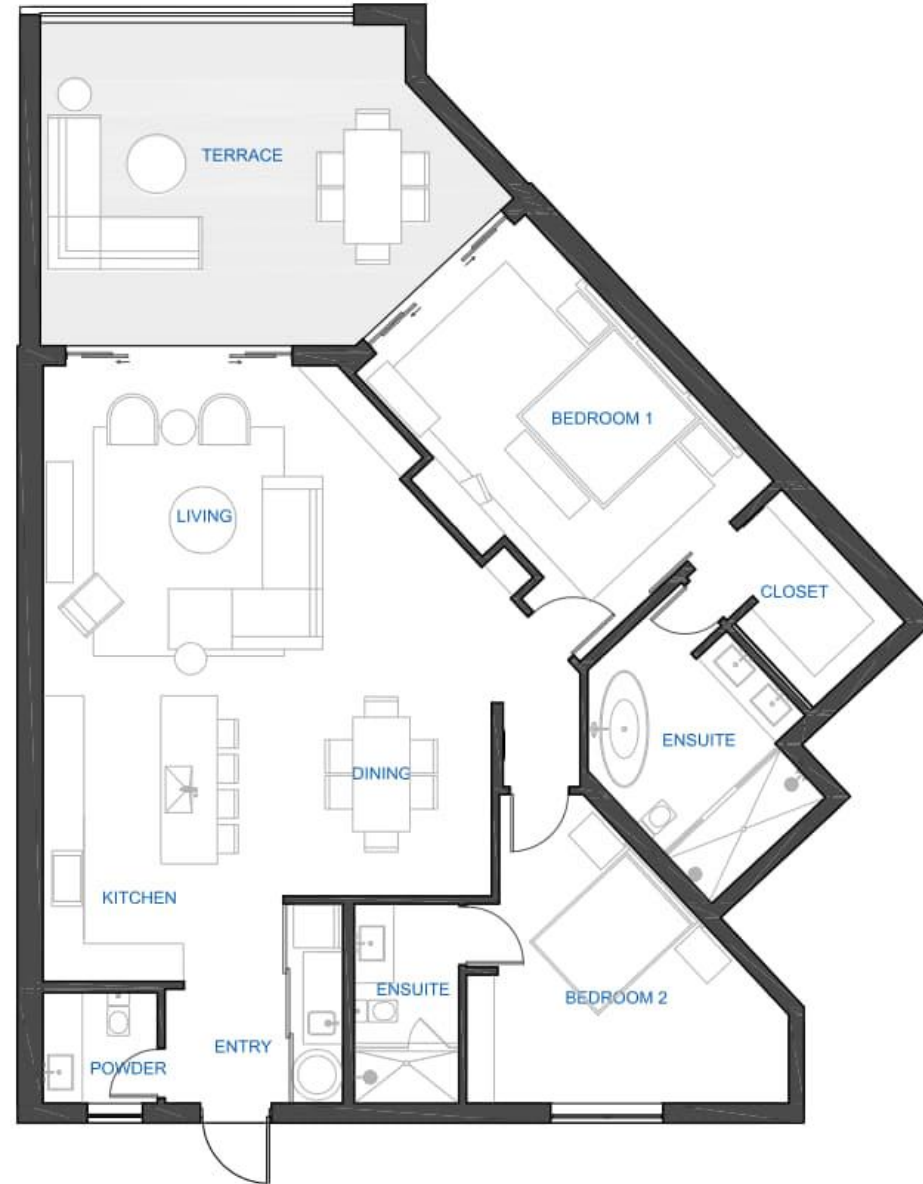 TERRACE
BEDROOM 1
LIVING
CLOSET
ENSUITE
DINING
KITCHEN
ENSUITE
BEDROOM 2
ENTRY
POWDER